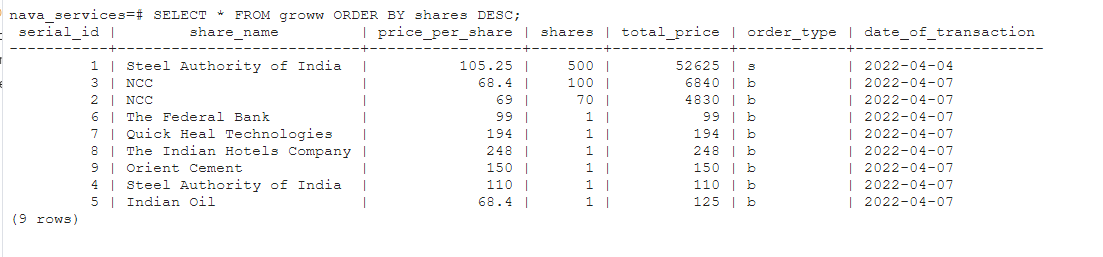 nava_services=# SELECT * FROM groww ORDER BY shares DESC;
 serial_id |        share_name         | price_per_share | shares | total_price | order_type | date_of_transaction
-----------+---------------------------+-----------------+--------+-------------+------------+---------------------
         1 | Steel Authority of India  |          105.25 |    500 |       52625 | s          | 2022-04-04
         3 | NCC                       |            68.4 |    100 |        6840 | b          | 2022-04-07
         2 | NCC                       |              69 |     70 |        4830 | b          | 2022-04-07
         6 | The Federal Bank          |              99 |      1 |          99 | b          | 2022-04-07
         7 | Quick Heal Technologies   |             194 |      1 |         194 | b          | 2022-04-07
         8 | The Indian Hotels Company |             248 |      1 |         248 | b          | 2022-04-07
         9 | Orient Cement             |             150 |      1 |         150 | b          | 2022-04-07
         4 | Steel Authority of India  |             110 |      1 |         110 | b          | 2022-04-07
         5 | Indian Oil                |            68.4 |      1 |         125 | b          | 2022-04-07
(9 rows)